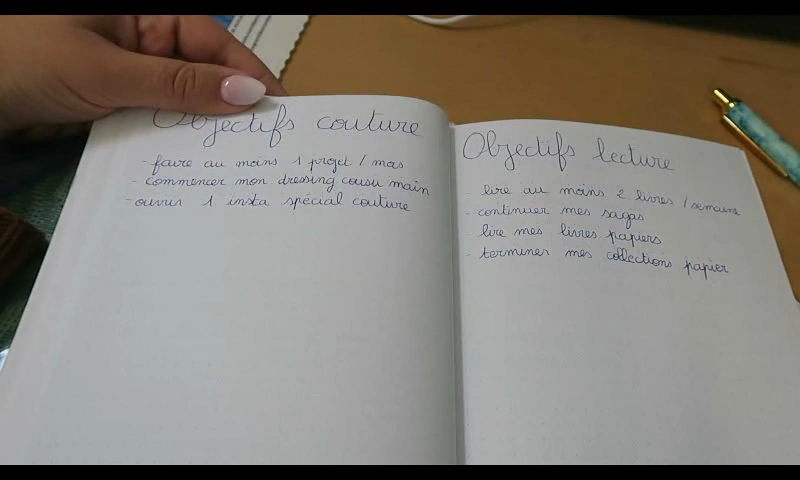 Objectifs couture
- faire au moins 1 projet / mois
- commencer mon dressing cousu main
- ouvrir 1 insta spécial couture
Objectifs lecture
- lire au moins 2 livres / semaine
- continuer mes sagas
- lire mes livres papiers
- terminer mes collections papier